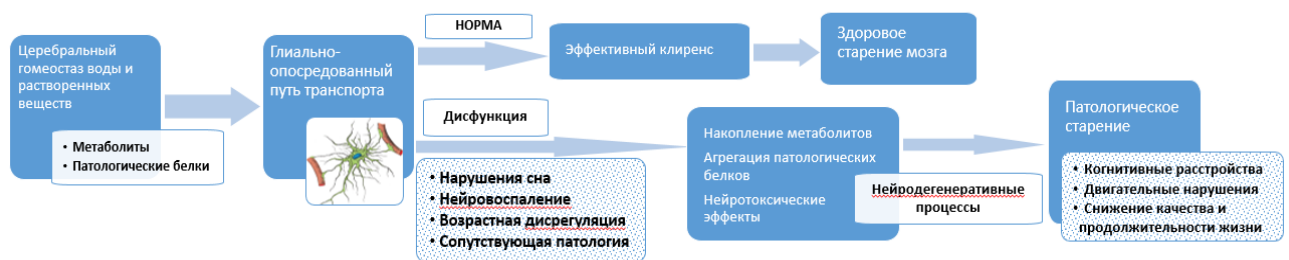 Церебральный
гомеостаз воды и
растворенных
веществ
• Метаболиты
• Патологические белки
Глиально-
опосредованный
путь транспорта
НОРМА
Эффективный клиренс
Здоровое
старение мозга
Дисфункция
• Нарушения сна
• Нейровоспаление
• Возрастная дисрегуляция
• Сопутствующая патология
Накопление метаболитов
Агрегация патологических
белков
Нейротоксические
эффекты
Нейродегенеративные
процессы
Патологическое
старение
• Когнитивные расстройства
• Двигательные нарушения
• Снижение качества и
продолжительности жизни